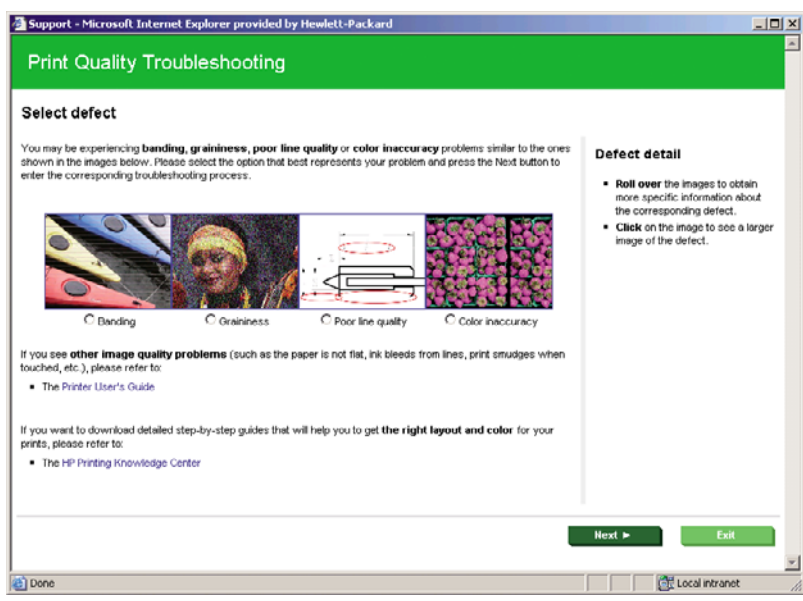 Support - Microsoft Internet Explorer provided by Hewlett-Packard
Print Quality Troubleshooting
Select defect
You may be experiencing banding, graininess, poor line quality or color inaccuracy problems similar to the ones
shown in the images below. Please select the option that best represents your problem and press the Next button to
enter the corresponding troubleshooting process.
Banding
Graininess
Poor line quality
Color inaccuracy
If you see other image quality problems (such as the paper is not flat, ink bleeds from lines, print smudges when
touched, etc.), please refer to:
▪ The Printer User's Guide
If you want to download detailed step-by-step guides that will help you to get the right layout and color for your
prints, please refer to:
▪ The HP Printing Knowledge Center
Defect detail
▪ Roll over the images to obtain
more specific information about
the corresponding defect.
▪ Click on the image to see a larger
image of the defect.
Next ►
Exit
Done
Local intranet